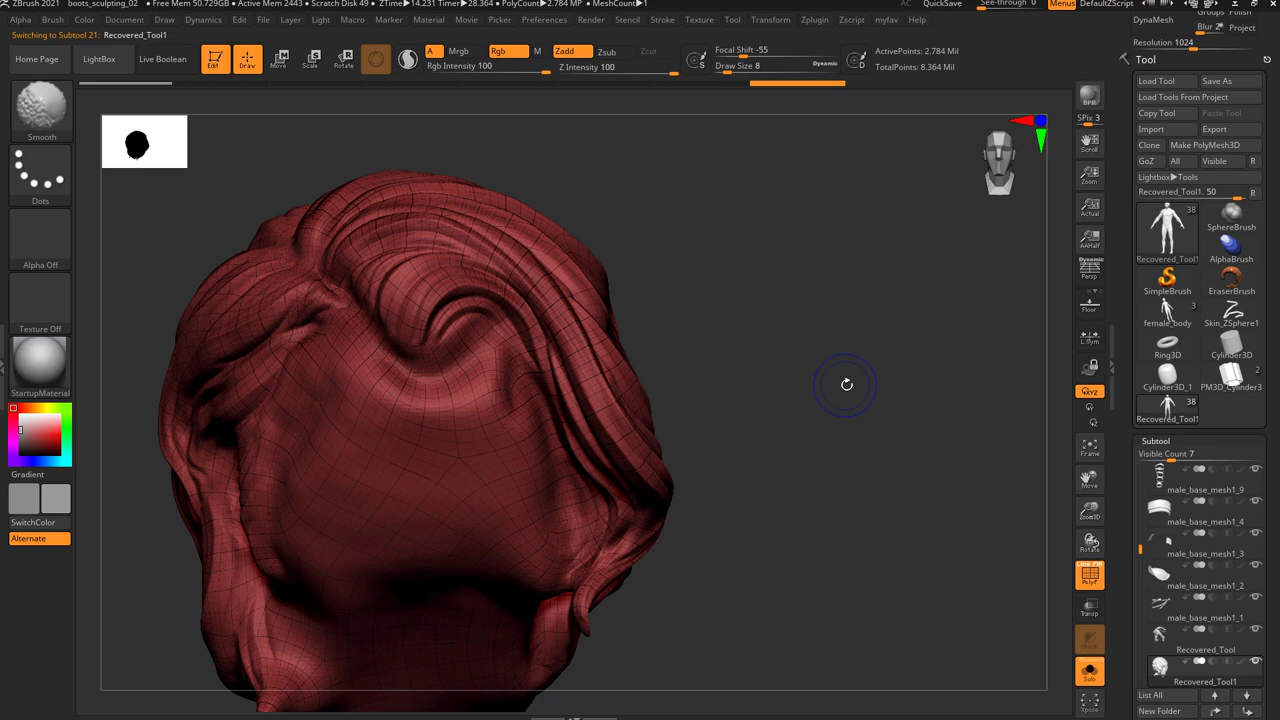 ZBrush 2021 boots_sculpting_02 • Free Mem 50.729GB • Active Mem 2443 • Scratch Disk 49 • ZTime▶14.231 Timer▶28.364 • PolyCount▶2.784 MP • MeshCount▶1
AC QuickSave See-through 0 Menus DefaultZScript
Alpha Brush Color Document Draw Dynamics Edit File Layer Light Macro Marker Material Movie Picker Preferences Render Stencil Stroke Texture Tool Transform Zplugin Zscript myfav Help
Switching to Subtool 21: Recovered_Tool1
Home Page LightBox Live Boolean
Edit Draw Move Scale Rotate
A Mrgb Rgb M Zadd Zsub Zcut
Rgb Intensity 100 Z Intensity 100
Focal Shift -55
Draw Size 8 Dynamic
S D
ActivePoints: 2.784 Mil
TotalPoints: 8.364 Mil
Smooth
Dots
Alpha Off
Texture Off
StartupMaterial
Gradient
SwitchColor
Alternate
BPR
SPix 3
Scroll
Zoom
Actual
AAHalf
Dynamic
Persp
Floor
L.Sym
XYZ
Frame
Move
Zoom3D
Rotate
Line Fill
PolyF
Transp
Solo
Xpose
DynaMesh
Groups Polish
Blur 2 Project
Resolution 1024
Tool
Load Tool Save As
Load Tools From Project
Copy Tool Paste Tool
Import Export
Clone Make PolyMesh3D
GoZ All Visible R
Lightbox▶Tools
Recovered_Tool1. 50 R
38
Recovered_Tool1 SphereBrush
AlphaBrush
SimpleBrush EraserBrush
3
female_body Skin_ZSphere1
Ring3D Cylinder3D
2
Cylinder3D_1 PM3D_Cylinder3
38
Recovered_Tool1
Subtool
Visible Count 7
male_base_mesh1_9
male_base_mesh1_4
male_base_mesh1_3
male_base_mesh1_2
male_base_mesh1_1
Recovered_Tool
Recovered_Tool1
List All
New Folder